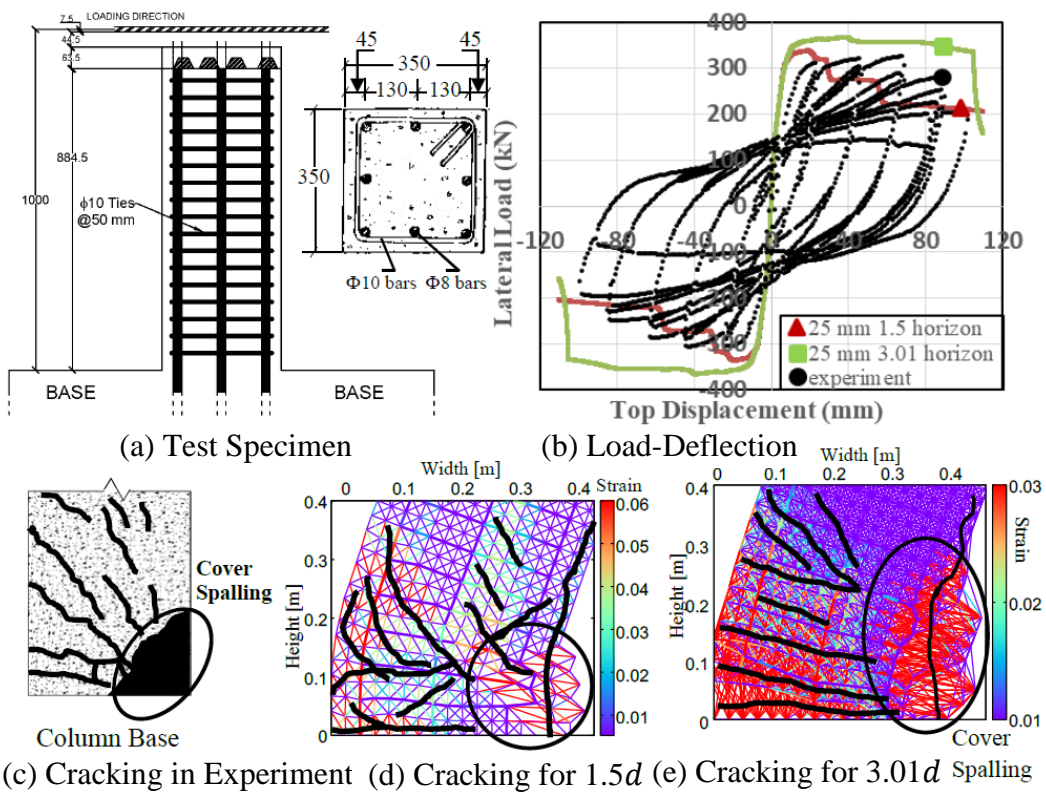 7.5
LOADING DIRECTION
44.5
63.5
884.5
1000
ϕ10 Ties
@50 mm
BASE
BASE
45 45
350
130 130
350
Φ10 bars Φ8 bars
(a) Test Specimen
Lateral Load (kN)
400
300
200
100
0
-100
-200
-300
-400
-120 -80 -40 0 40 80 120
25 mm 1.5 horizon
25 mm 3.01 horizon
experiment
Top Displacement (mm)
(b) Load-Deflection
Cover
Spalling
Column Base
(c) Cracking in Experiment
Width [m]
0 0.1 0.2 0.3 0.4
Height [m]
0.4
0.3
0.2
0.1
0
Strain
0.06
0.05
0.04
0.03
0.02
0.01
(d) Cracking for 1.5d
Width [m]
0 0.1 0.2 0.3 0.4
Height [m]
0.4
0.3
0.2
0.1
0
Strain
0.03
0.02
0.01
Cover
Spalling
(e) Cracking for 3.01d